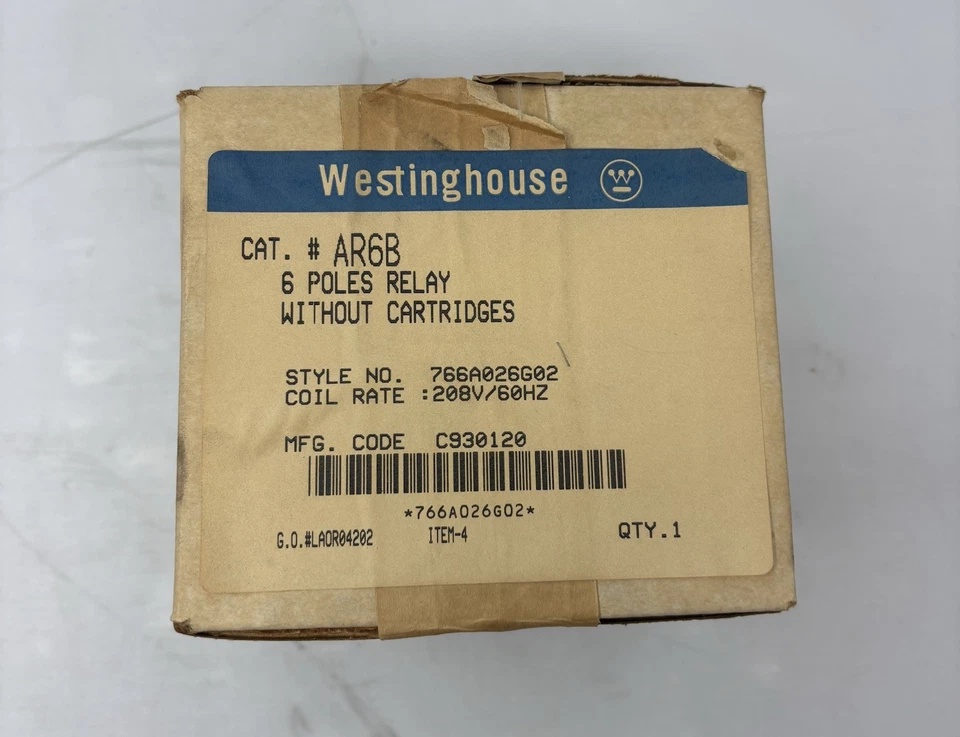 Westinghouse
CAT. # AR6B
6 POLES RELAY
WITHOUT CARTRIDGES
STYLE NO. 766A026G02
COIL RATE :208V/60HZ
MFG. CODE C930120
*766A026G02*
G.O.#LAOR04202 ITEM-4 QTY.1